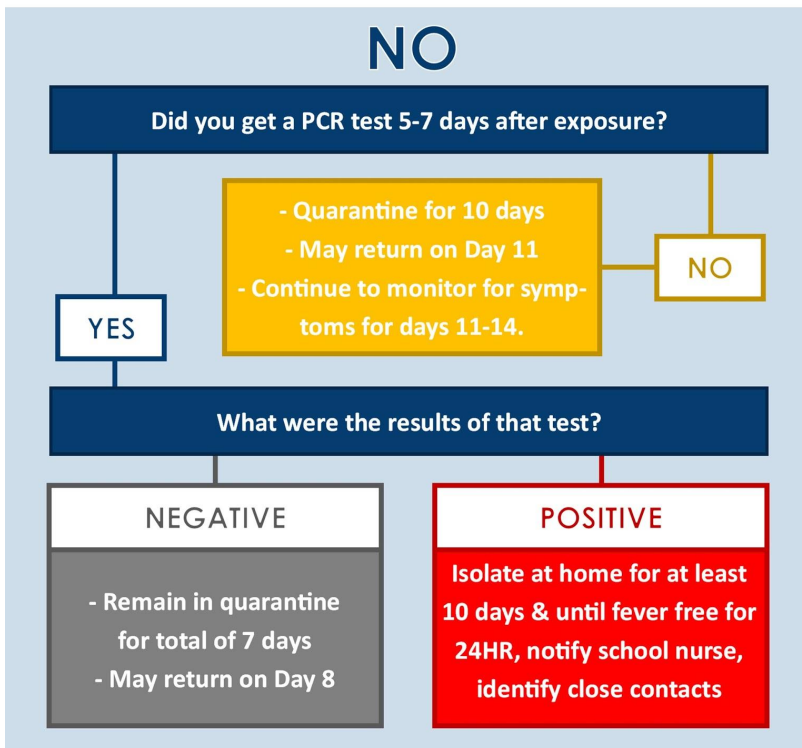 NO
Did you get a PCR test 5-7 days after exposure?
- Quarantine for 10 days
- May return on Day 11
- Continue to monitor for symp-
toms for days 11-14.
NO
YES
What were the results of that test?
NEGATIVE
- Remain in quarantine
for total of 7 days
- May return on Day 8
POSITIVE
Isolate at home for at least
10 days & until fever free for
24HR, notify school nurse,
identify close contacts